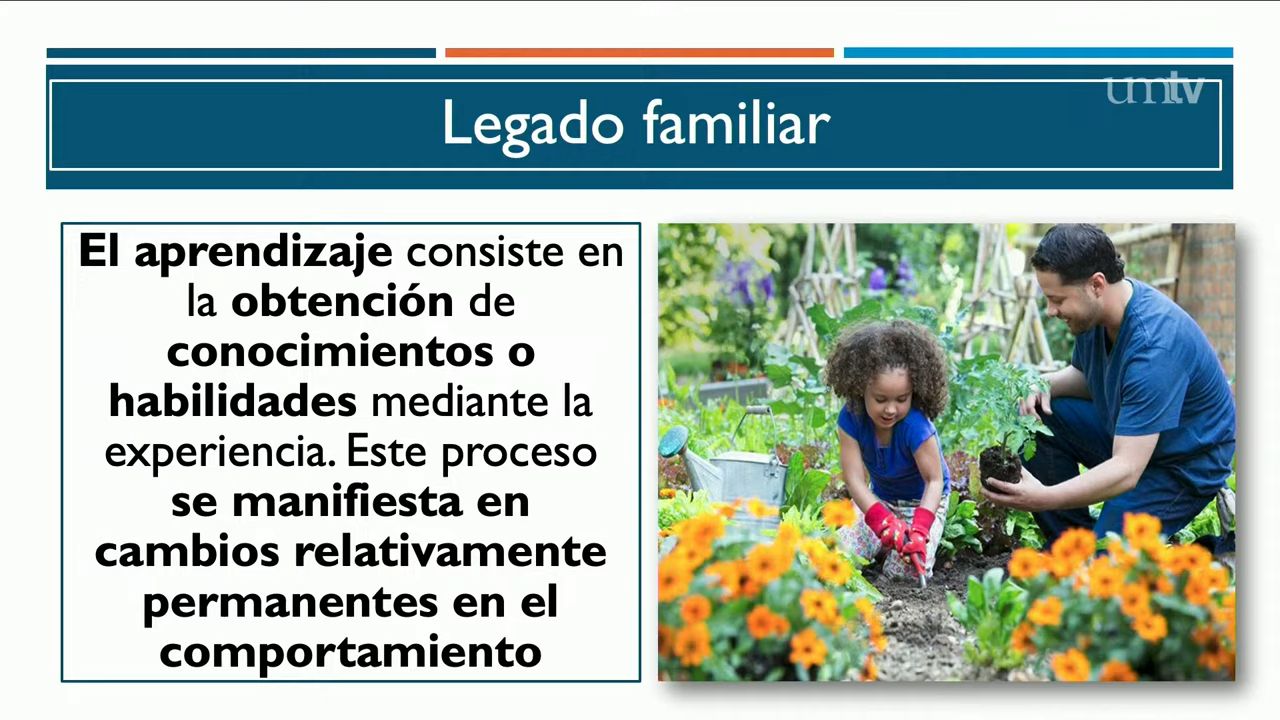 umtv
Legado familiar
El aprendizaje consiste en
la obtención de
conocimientos o
habilidades mediante la
experiencia. Este proceso
se manifiesta en
cambios relativamente
permanentes en el
comportamiento